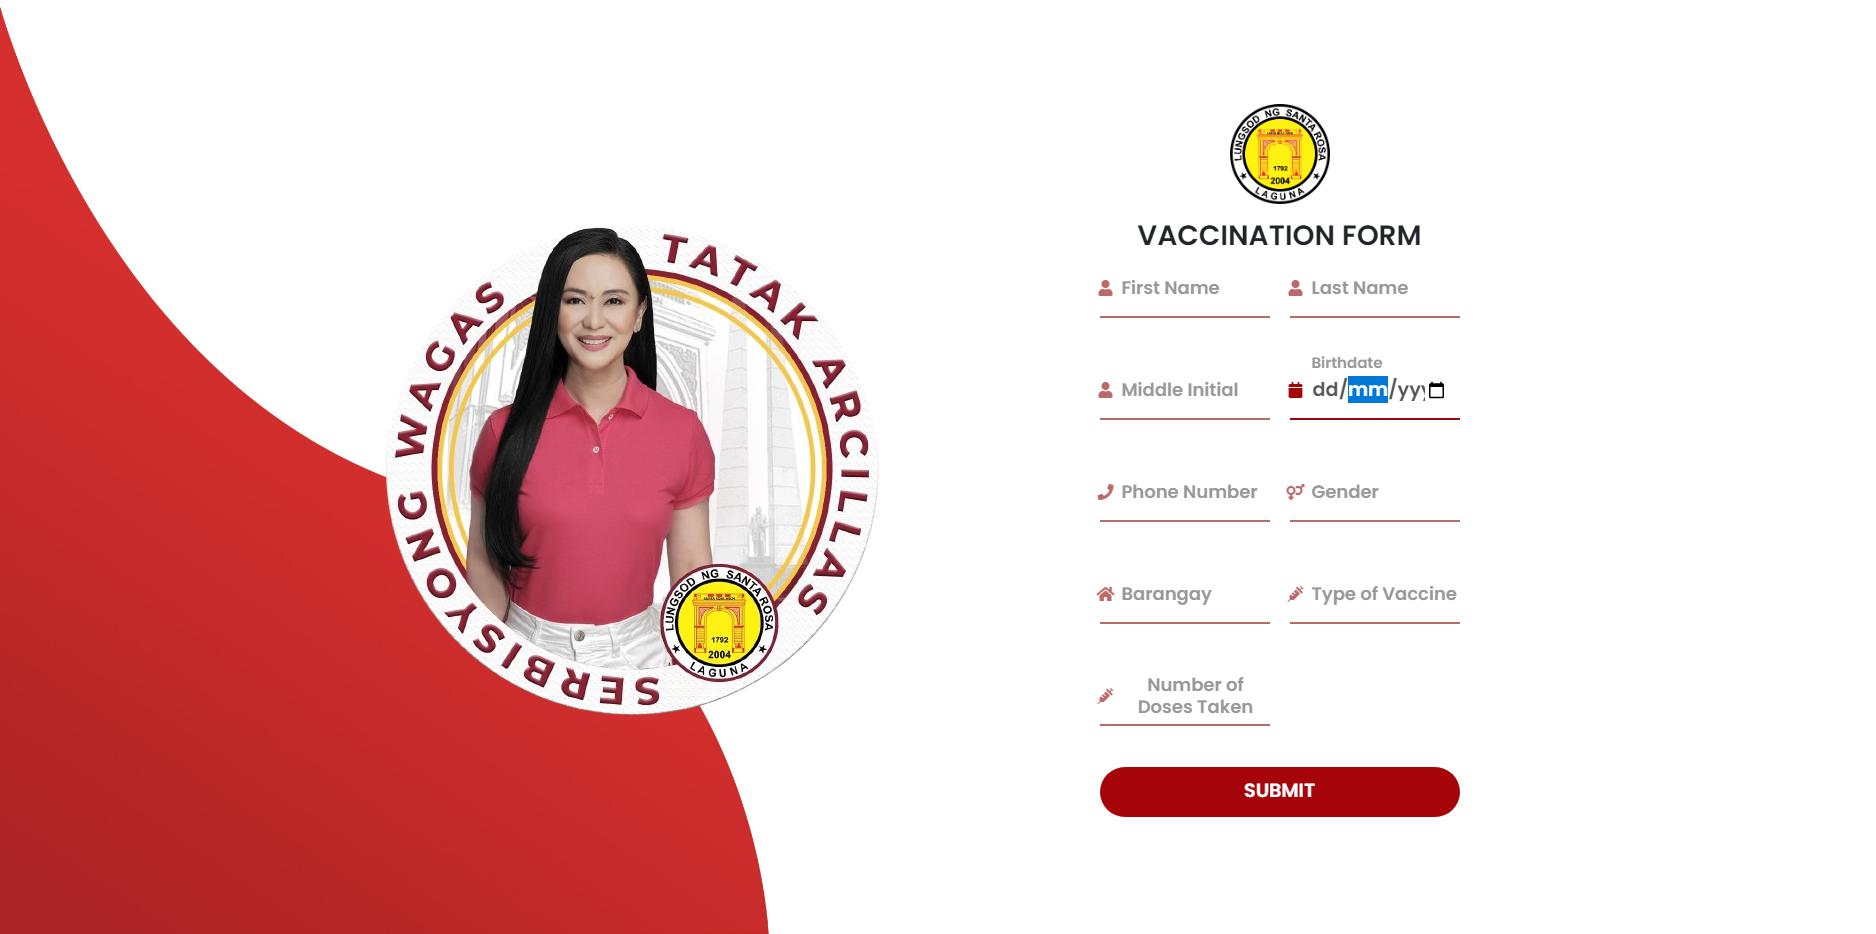 SERBISYONG WAGAS
TATAK ARCILLAS
LUNGSOD NG SANTA ROSA
1792
2004
LAGUNA
LUNGSOD NG SANTA ROSA
1792
2004
LAGUNA
VACCINATION FORM
First Name
Last Name
Middle Initial
Birthdate
dd/mm/yyy
Phone Number
Gender
Barangay
Type of Vaccine
Number of
Doses Taken
SUBMIT